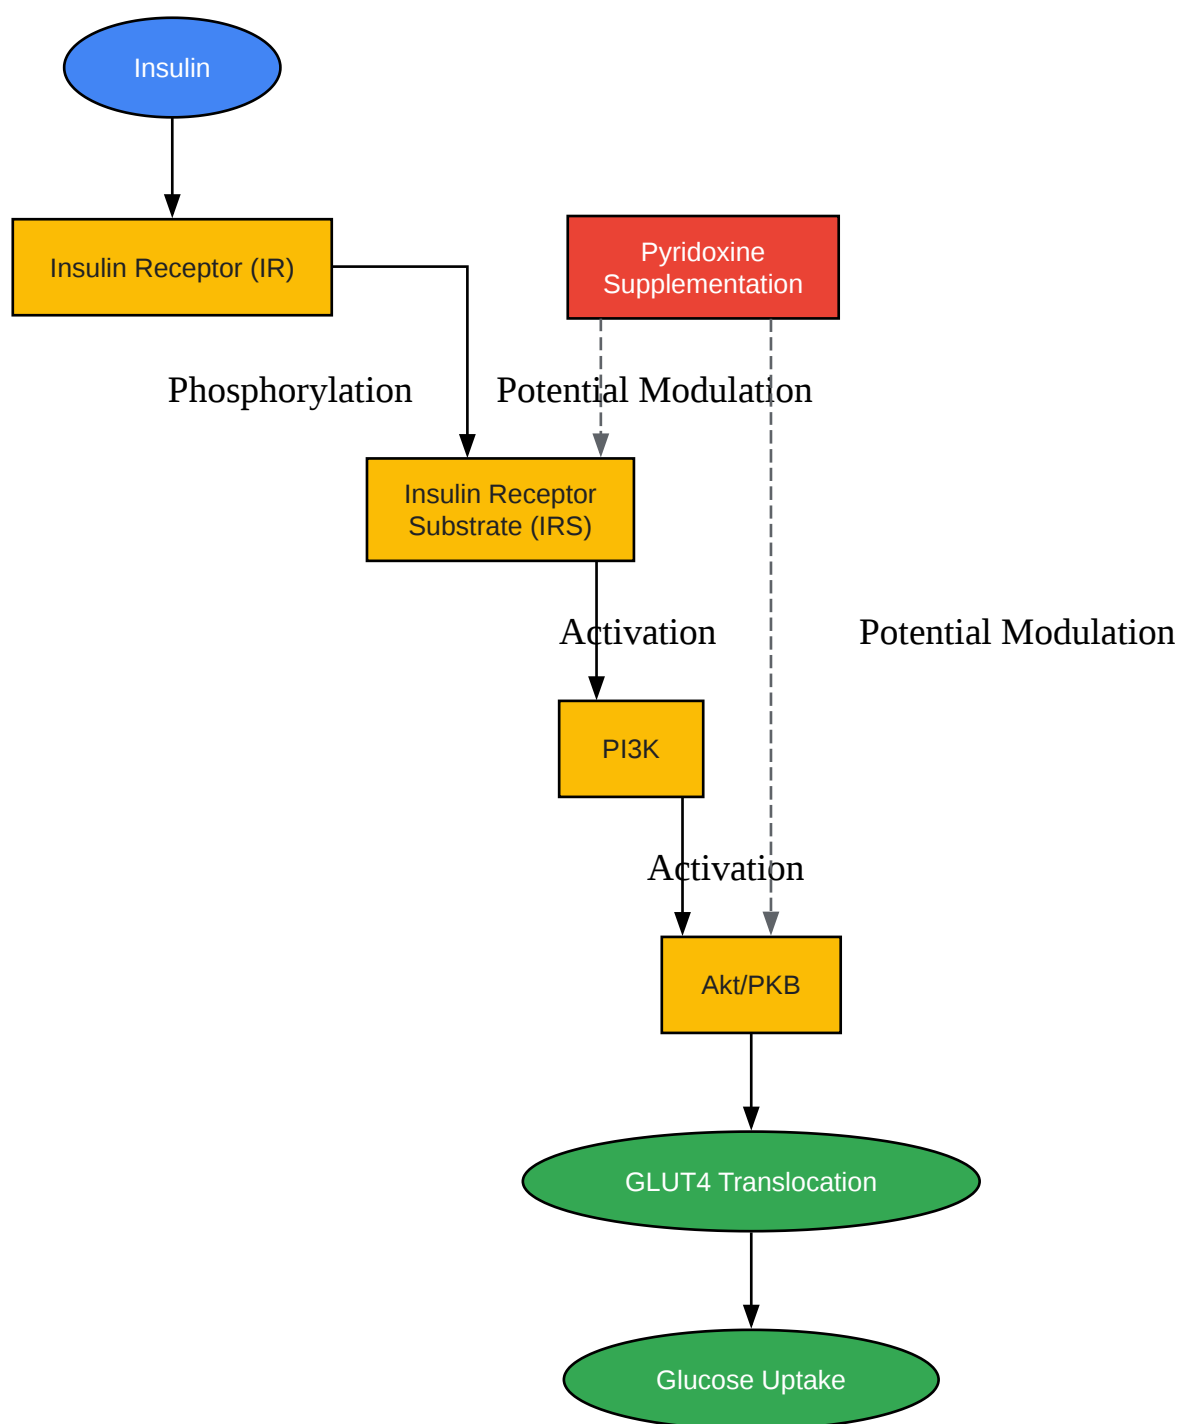 Insulin
Insulin Receptor (IR)
Pyridoxine
Supplementation
Phosphorylation
Potential Modulation
Insulin Receptor
Substrate (IRS)
Activation
Potential Modulation
PI3K
Activation
Akt/PKB
GLUT4 Translocation
Glucose Uptake